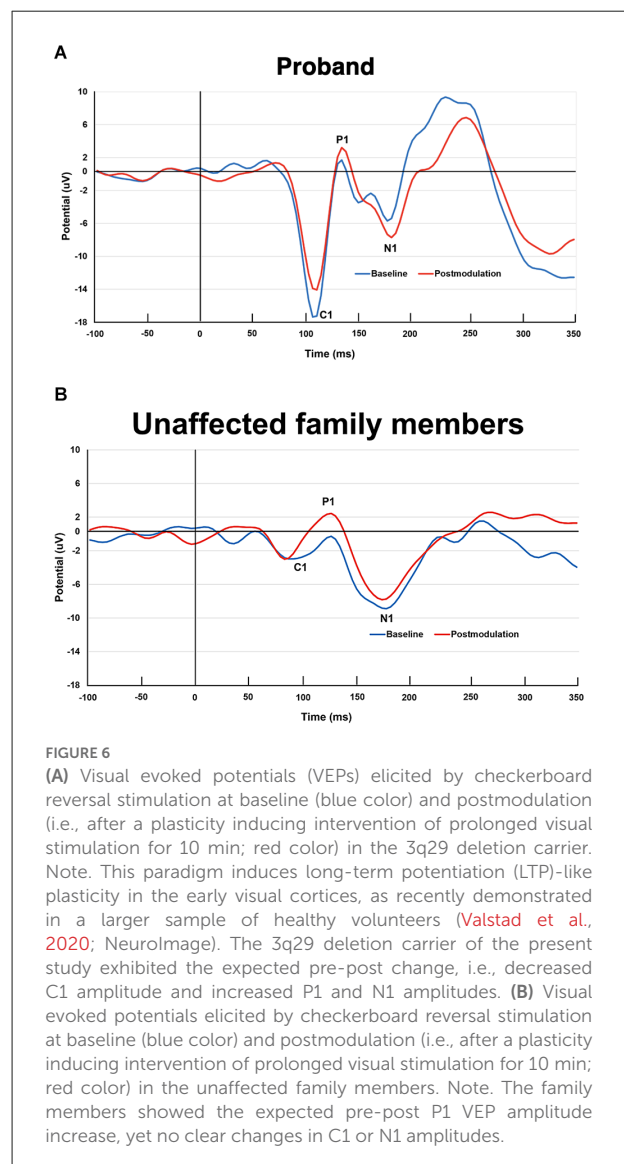 A
Proband
10
6
2
0
-2
-6
-10
-14
-18
Potential (uV)
P1
N1
C1
Baseline
Postmodulation
-100
-50
0
50
100
150
200
250
300
350
Time (ms)
B
Unaffected family members
10
6
2
0
-2
-6
-10
-14
-18
Potential (uV)
P1
C1
N1
Baseline
Postmodulation
-100
-50
0
50
100
150
200
250
300
350
Time (ms)
FIGURE 6
(A) Visual evoked potentials (VEPs) elicited by checkerboard
reversal stimulation at baseline (blue color) and postmodulation
(i.e., after a plasticity inducing intervention of prolonged visual
stimulation for 10 min; red color) in the 3q29 deletion carrier.
Note. This paradigm induces long-term potentiation (LTP)-like
plasticity in the early visual cortices, as recently demonstrated
in a larger sample of healthy volunteers (Valstad et al.,
2020; NeuroImage). The 3q29 deletion carrier of the present
study exhibited the expected pre-post change, i.e., decreased
C1 amplitude and increased P1 and N1 amplitudes. (B) Visual
evoked potentials elicited by checkerboard reversal stimulation
at baseline (blue color) and postmodulation (i.e., after a plasticity
inducing intervention of prolonged visual stimulation for 10 min;
red color) in the unaffected family members. Note. The family
members showed the expected pre-post P1 VEP amplitude
increase, yet no clear changes in C1 or N1 amplitudes.